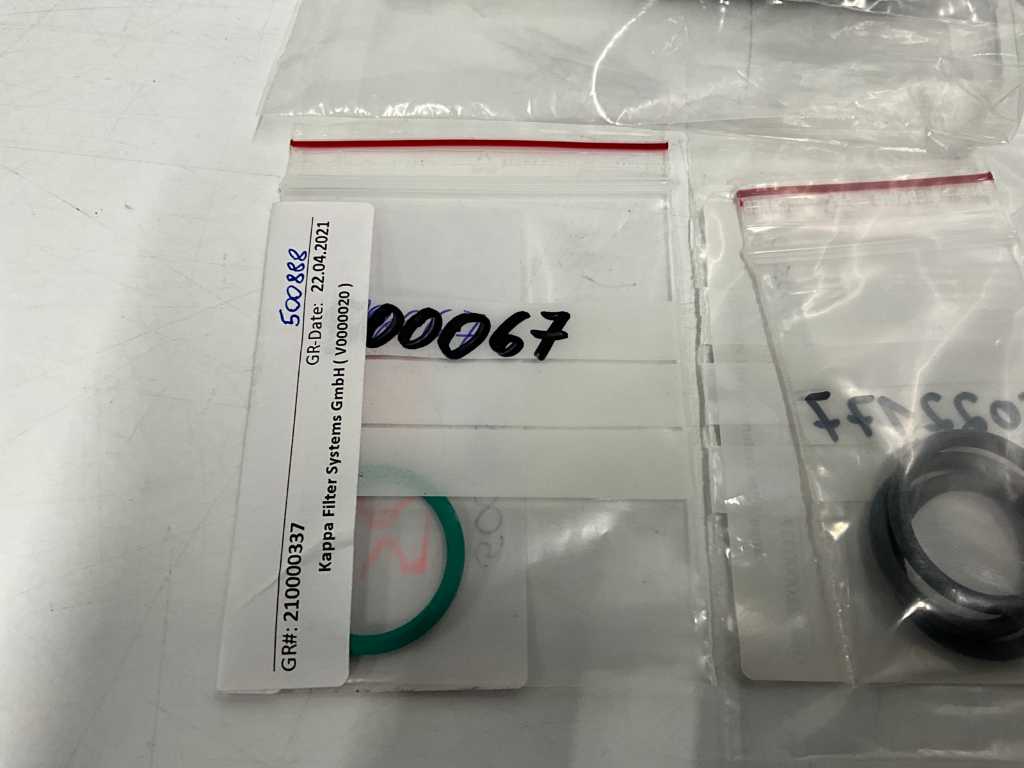 500888
GR-Date: 22.04.2021
Kappa Filter Systems GmbH ( V0000020 )
GR#: 210000337
00067